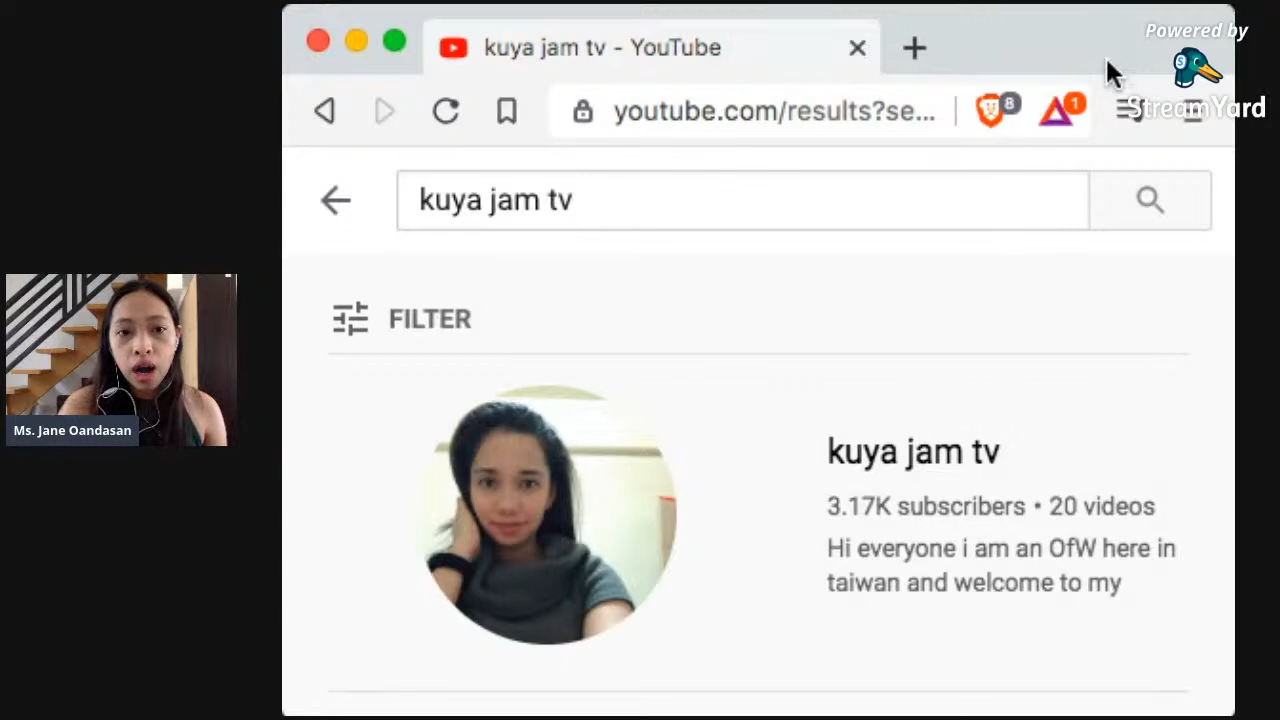 Powered by
StreamYard
kuya jam tv - YouTube
youtube.com/results?se...
8
1
kuya jam tv
FILTER
kuya jam tv
3.17K subscribers • 20 videos
Hi everyone i am an OfW here in
taiwan and welcome to my
Ms. Jane Oandasan